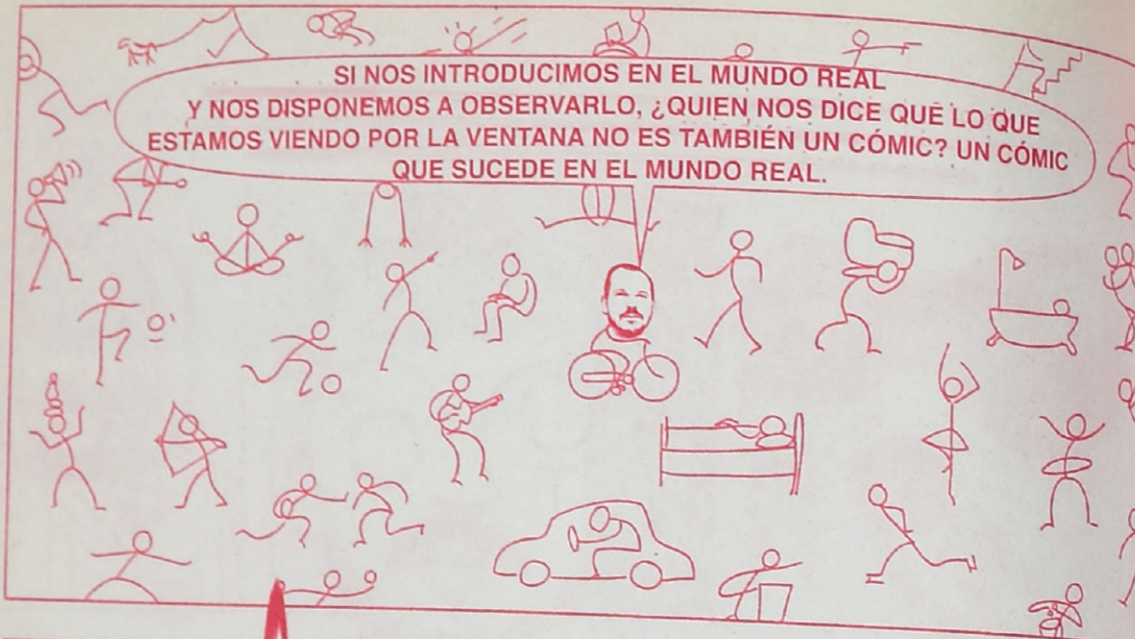 SI NOS INTRODUCIMOS EN EL MUNDO REAL
Y NOS DISPONEMOS A OBSERVARLO, ¿QUIEN NOS DICE QUE LO QUE
ESTAMOS VIENDO POR LA VENTANA NO ES TAMBIÉN UN CÓMIC? UN CÓMIC
QUE SUCEDE EN EL MUNDO REAL.